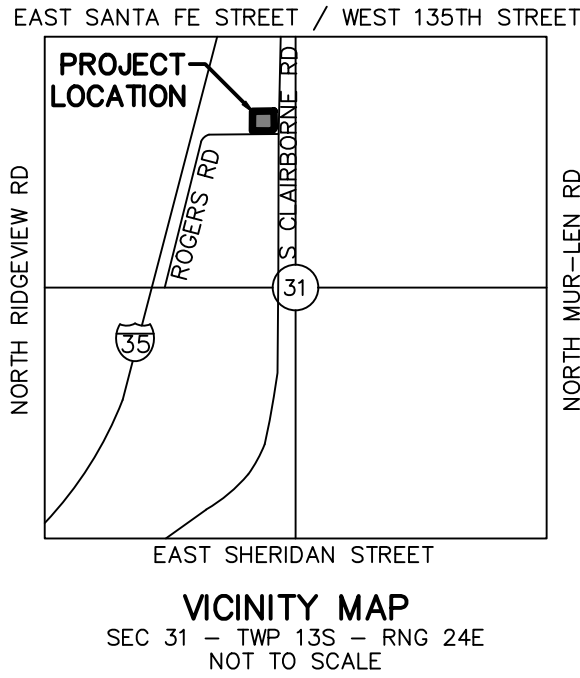 EAST SANTA FE STREET / WEST 135TH STREET
PROJECT
LOCATION
S CLAIRBORNE RD
ROGERS RD
NORTH RIDGEVIEW RD
NORTH MUR-LEN RD
31
35
EAST SHERIDAN STREET
VICINITY MAP
SEC 31 - TWP 13S - RNG 24E
NOT TO SCALE